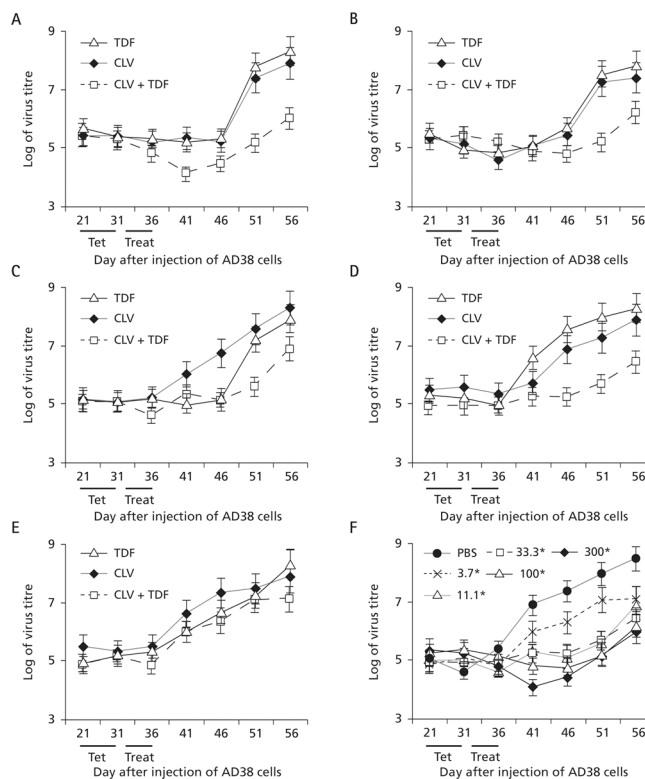 A
TDF
CLV
CLV + TDF
Log of virus titre
9
7
5
3
21 31 36 41 46 51 56
Tet Treat
Day after injection of AD38 cells
B
TDF
CLV
CLV + TDF
Log of virus titre
9
7
5
3
21 31 36 41 46 51 56
Tet Treat
Day after injection of AD38 cells
C
TDF
CLV
CLV + TDF
Log of virus titre
9
7
5
3
21 31 36 41 46 51 56
Tet Treat
Day after injection of AD38 cells
D
TDF
CLV
CLV + TDF
Log of virus titre
9
7
5
3
21 31 36 41 46 51 56
Tet Treat
Day after injection of AD38 cells
E
TDF
CLV
CLV + TDF
Log of virus titre
9
7
5
3
21 31 36 41 46 51 56
Tet Treat
Day after injection of AD38 cells
F
PBS 33.3* 300*
3.7* 100*
11.1*
Log of virus titre
9
7
5
3
21 31 36 41 46 51 56
Tet Treat
Day after injection of AD38 cells